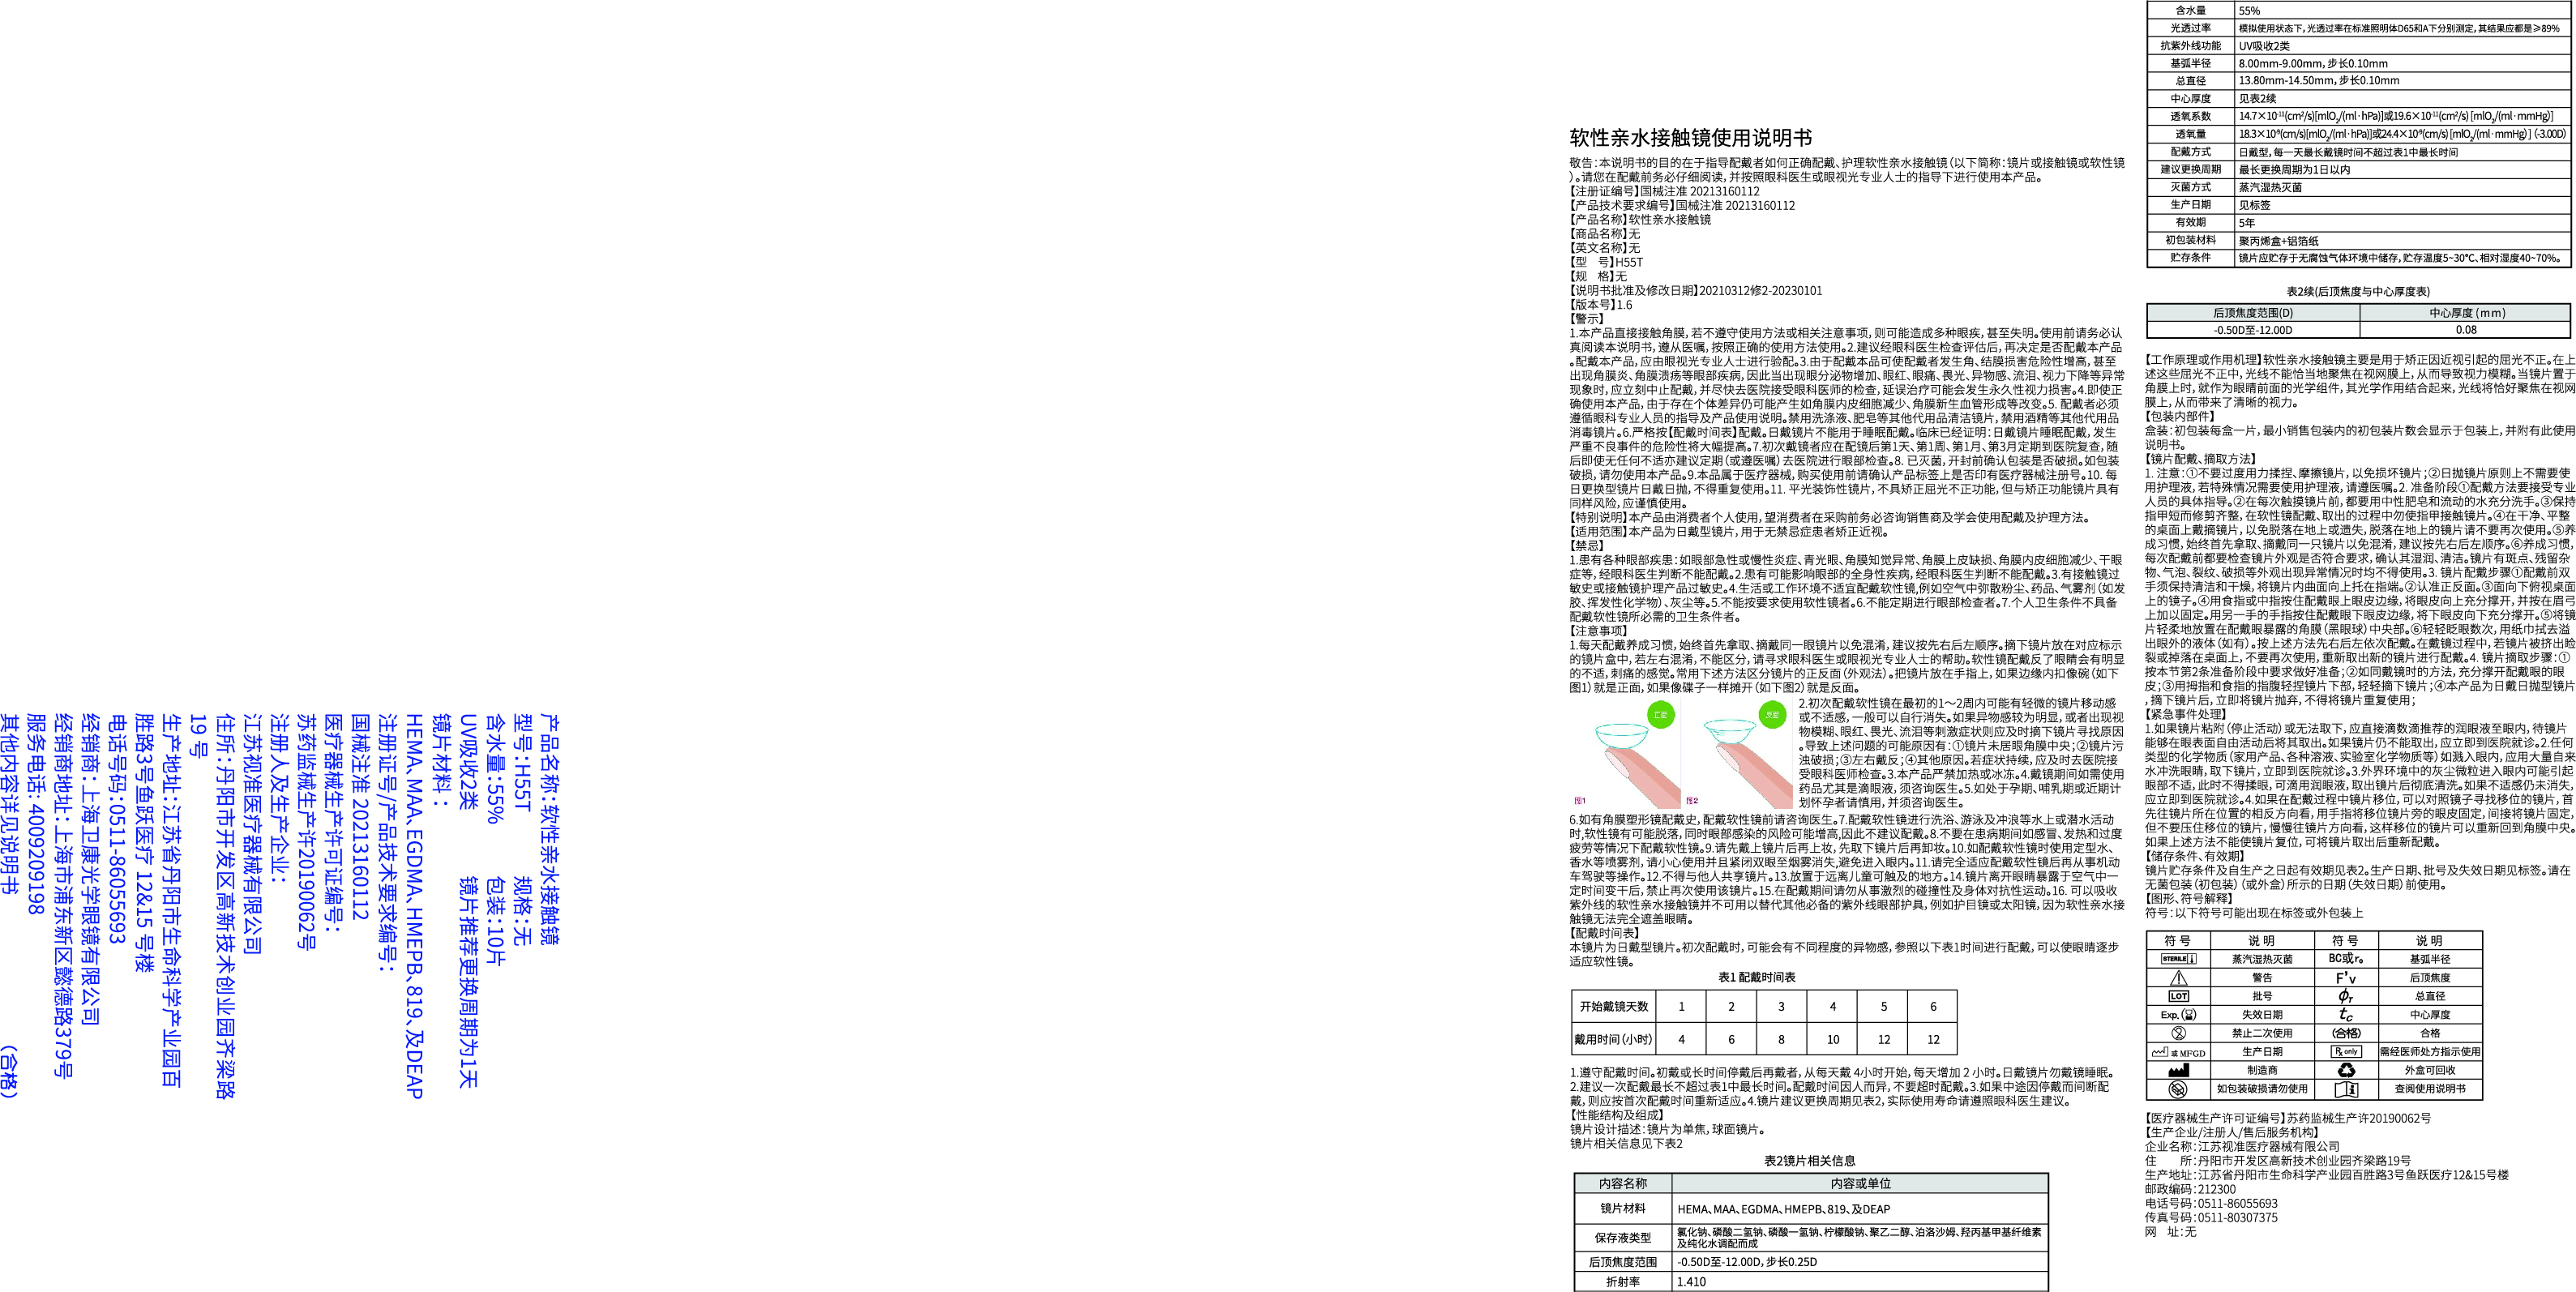 产品名称：软性亲水接触镜
型号：H55T 规格：无
含水量：55% 包装：10片
UV吸收2类 镜片推荐更换周期为1天
镜片材料：
HEMA、MAA、EGDMA、HMEPB、819、及DEAP
注册证号/产品技术要求编号：
国械注准 20213160112
医疗器械生产许可证编号：
苏药监械生产许20190062号
注册人及生产企业：
江苏视准医疗器械有限公司
住所：丹阳市开发区高新技术创业园齐梁路
19 号
生产地址：江苏省丹阳市生命科学产业园百
胜路3号鱼跃医疗 12&15 号楼
电话号码：0511-86055693
经销商：上海卫康光学眼镜有限公司
经销商地址：上海市浦东新区懿德路379号
服务电话：4009209198
其他内容详见说明书 （合格）
软性亲水接触镜使用说明书
敬告：本说明书的目的在于指导配戴者如何正确配戴、护理软性亲水接触镜（以下简称：镜片或接触镜或软性镜
）。请您在配戴前务必仔细阅读，并按照眼科医生或眼视光专业人士的指导下进行使用本产品。
【注册证编号】国械注准 20213160112
【产品技术要求编号】国械注准 20213160112
【产品名称】软性亲水接触镜
【商品名称】无
【英文名称】无
【型 号】H55T
【规 格】无
【说明书批准及修改日期】20210312修2-20230101
【版本号】1.6
【警示】
1.本产品直接接触角膜，若不遵守使用方法或相关注意事项，则可能造成多种眼疾，甚至失明。使用前请务必认
真阅读本说明书，遵从医嘱，按照正确的使用方法使用。2.建议经眼科医生检查评估后，再决定是否配戴本产品
。配戴本产品，应由眼视光专业人士进行验配。3.由于配戴本品可使配戴者发生角、结膜损害危险性增高，甚至
出现角膜炎、角膜溃疡等眼部疾病，因此当出现眼分泌物增加、眼红、眼痛、畏光、异物感、流泪、视力下降等异常
现象时，应立刻中止配戴，并尽快去医院接受眼科医师的检查，延误治疗可能会发生永久性视力损害。4.即使正
确使用本产品，由于存在个体差异仍可能产生如角膜内皮细胞减少、角膜新生血管形成等改变。5. 配戴者必须
遵循眼科专业人员的指导及产品使用说明。禁用洗涤液、肥皂等其他代用品清洁镜片，禁用酒精等其他代用品
消毒镜片。6.严格按【配戴时间表】配戴。日戴镜片不能用于睡眠配戴。临床已经证明：日戴镜片睡眠配戴，发生
严重不良事件的危险性将大幅提高。7.初次戴镜者应在配镜后第1天、第1周、第1月、第3月定期到医院复查，随
后即使无任何不适亦建议定期（或遵医嘱）去医院进行眼部检查。8. 已灭菌，开封前确认包装是否破损。如包装
破损，请勿使用本产品。9.本品属于医疗器械，购买使用前请确认产品标签上是否印有医疗器械注册号。10. 每
日更换型镜片日戴日抛，不得重复使用。11. 平光装饰性镜片，不具矫正屈光不正功能，但与矫正功能镜片具有
同样风险，应谨慎使用。
【特别说明】本产品由消费者个人使用，望消费者在采购前务必咨询销售商及学会使用配戴及护理方法。
【适用范围】本产品为日戴型镜片，用于无禁忌症患者矫正近视。
【禁忌】
1.患有各种眼部疾患：如眼部急性或慢性炎症、青光眼、角膜知觉异常、角膜上皮缺损、角膜内皮细胞减少、干眼
症等，经眼科医生判断不能配戴。2.患有可能影响眼部的全身性疾病，经眼科医生判断不能配戴。3.有接触镜过
敏史或接触镜护理产品过敏史。4.生活或工作环境不适宜配戴软性镜,例如空气中弥散粉尘、药品、气雾剂（如发
胶、挥发性化学物）、灰尘等。5.不能按要求使用软性镜者。6.不能定期进行眼部检查者。7.个人卫生条件不具备
配戴软性镜所必需的卫生条件者。
【注意事项】
1.每天配戴养成习惯，始终首先拿取、摘戴同一眼镜片以免混淆，建议按先右后左顺序。摘下镜片放在对应标示
的镜片盒中，若左右混淆，不能区分，请寻求眼科医生或眼视光专业人士的帮助。软性镜配戴反了眼睛会有明显
的不适，刺痛的感觉。常用下述方法区分镜片的正反面（外观法）。把镜片放在手指上，如果边缘内扣像碗（如下
图1）就是正面，如果像碟子一样摊开（如下图2）就是反面。
正面
图1
反面
图2
2.初次配戴软性镜在最初的1～2周内可能有轻微的镜片移动感
或不适感，一般可以自行消失。如果异物感较为明显，或者出现视
物模糊、眼红、畏光、流泪等刺激症状则应及时摘下镜片寻找原因
。导致上述问题的可能原因有：①镜片未居眼角膜中央；②镜片污
浊破损；③左右戴反；④其他原因。若症状持续，应及时去医院接
受眼科医师检查。3.本产品严禁加热或冰冻。4.戴镜期间如需使用
药品尤其是滴眼液，须咨询医生。5.如处于孕期、哺乳期或近期计
划怀孕者请慎用，并须咨询医生。
6.如有角膜塑形镜配戴史，配戴软性镜前请咨询医生。7.配戴软性镜进行洗浴、游泳及冲浪等水上或潜水活动
时,软性镜有可能脱落，同时眼部感染的风险可能增高,因此不建议配戴。8.不要在患病期间如感冒、发热和过度
疲劳等情况下配戴软性镜。9.请先戴上镜片后再上妆，先取下镜片后再卸妆。10.如配戴软性镜时使用定型水、
香水等喷雾剂，请小心使用并且紧闭双眼至烟雾消失,避免进入眼内。11.请完全适应配戴软性镜后再从事机动
车驾驶等操作。12.不得与他人共享镜片。13.放置于远离儿童可触及的地方。14.镜片离开眼睛暴露于空气中一
定时间变干后，禁止再次使用该镜片。15.在配戴期间请勿从事激烈的碰撞性及身体对抗性运动。16. 可以吸收
紫外线的软性亲水接触镜并不可用以替代其他必备的紫外线眼部护具，例如护目镜或太阳镜，因为软性亲水接
触镜无法完全遮盖眼睛。
【配戴时间表】
本镜片为日戴型镜片。初次配戴时，可能会有不同程度的异物感，参照以下表1时间进行配戴，可以使眼睛逐步
适应软性镜。
表1 配戴时间表
开始戴镜天数 1 2 3 4 5 6
戴用时间（小时） 4 6 8 10 12 12
1.遵守配戴时间。初戴或长时间停戴后再戴者，从每天戴 4小时开始，每天增加 2 小时。日戴镜片勿戴镜睡眠。
2.建议一次配戴最长不超过表1中最长时间。配戴时间因人而异，不要超时配戴。3.如果中途因停戴而间断配
戴，则应按首次配戴时间重新适应。4.镜片建议更换周期见表2，实际使用寿命请遵照眼科医生建议。
【性能结构及组成】
镜片设计描述：镜片为单焦，球面镜片。
镜片相关信息见下表2
表2镜片相关信息
内容名称 内容或单位
镜片材料 HEMA、MAA、EGDMA、HMEPB、819、及DEAP
保存液类型 氯化钠、磷酸二氢钠、磷酸一氢钠、柠檬酸钠、聚乙二醇、泊洛沙姆、羟丙基甲基纤维素
及纯化水调配而成
后顶焦度范围 -0.50D至-12.00D，步长0.25D
折射率 1.410
含水量 55%
光透过率 模拟使用状态下，光透过率在标准照明体D65和A下分别测定，其结果应都是≥89%
抗紫外线功能 UV吸收2类
基弧半径 8.00mm-9.00mm，步长0.10mm
总直径 13.80mm-14.50mm，步长0.10mm
中心厚度 见表2续
透氧系数 14.7×10⁻¹¹(cm²/s)[mlO₂/(ml·hPa)]或19.6×10⁻¹¹(cm²/s) [mlO₂/(ml·mmHg)]
透氧量 18.3×10⁻⁹(cm/s)[mlO₂/(ml·hPa)]或24.4×10⁻⁹(cm/s) [mlO₂/(ml·mmHg)]（-3.00D）
配戴方式 日戴型，每一天最长戴镜时间不超过表1中最长时间
建议更换周期 最长更换周期为1日以内
灭菌方式 蒸汽湿热灭菌
生产日期 见标签
有效期 5年
初包装材料 聚丙烯盒+铝箔纸
贮存条件 镜片应贮存于无腐蚀气体环境中储存，贮存温度5~30°C、相对湿度40~70%。
表2续(后顶焦度与中心厚度表)
后顶焦度范围(D) 中心厚度（mm）
-0.50D至-12.00D 0.08
【工作原理或作用机理】软性亲水接触镜主要是用于矫正因近视引起的屈光不正。在上
述这些屈光不正中，光线不能恰当地聚焦在视网膜上，从而导致视力模糊。当镜片置于
角膜上时，就作为眼睛前面的光学组件，其光学作用结合起来，光线将恰好聚焦在视网
膜上，从而带来了清晰的视力。
【包装内部件】
盒装：初包装每盒一片，最小销售包装内的初包装片数会显示于包装上，并附有此使用
说明书。
【镜片配戴、摘取方法】
1. 注意：①不要过度用力揉捏、摩擦镜片，以免损坏镜片；②日抛镜片原则上不需要使
用护理液，若特殊情况需要使用护理液，请遵医嘱。2. 准备阶段①配戴方法要接受专业
人员的具体指导。②在每次触摸镜片前，都要用中性肥皂和流动的水充分洗手。③保持
指甲短而修剪齐整，在软性镜配戴、取出的过程中勿使指甲接触镜片。④在干净、平整
的桌面上戴摘镜片，以免脱落在地上或遗失，脱落在地上的镜片请不要再次使用。⑤养
成习惯，始终首先拿取、摘戴同一只镜片以免混淆，建议按先右后左顺序。⑥养成习惯，
每次配戴前都要检查镜片外观是否符合要求，确认其湿润、清洁。镜片有斑点、残留杂
物、气泡、裂纹、破损等外观出现异常情况时均不得使用。3. 镜片配戴步骤①配戴前双
手须保持清洁和干燥，将镜片内曲面向上托在指端。②认准正反面。③面向下俯视桌面
上的镜子。④用食指或中指按住配戴眼上眼皮边缘，将眼皮向上充分撑开，并按在眉弓
上加以固定。用另一手的手指按住配戴眼下眼皮边缘，将下眼皮向下充分撑开。⑤将镜
片轻柔地放置在配戴眼暴露的角膜（黑眼球）中央部。⑥轻轻眨眼数次，用纸巾拭去溢
出眼外的液体（如有）。按上述方法先右后左依次配戴。在戴镜过程中，若镜片被挤出睑
裂或掉落在桌面上，不要再次使用，重新取出新的镜片进行配戴。4. 镜片摘取步骤：①
按本节第2条准备阶段中要求做好准备；②如同戴镜时的方法，充分撑开配戴眼的眼
皮；③用拇指和食指的指腹轻捏镜片下部，轻轻摘下镜片；④本产品为日戴日抛型镜片
，摘下镜片后，立即将镜片抛弃，不得将镜片重复使用；
【紧急事件处理】
1.如果镜片粘附（停止活动）或无法取下，应直接滴数滴推荐的润眼液至眼内，待镜片
能够在眼表面自由活动后将其取出。如果镜片仍不能取出，应立即到医院就诊。2.任何
类型的化学物质（家用产品、各种溶液、实验室化学物质等）如溅入眼内，应用大量自来
水冲洗眼睛，取下镜片，立即到医院就诊。3.外界环境中的灰尘微粒进入眼内可能引起
眼部不适，此时不得揉眼，可滴用润眼液，取出镜片后彻底清洗。如果不适感仍未消失，
应立即到医院就诊。4.如果在配戴过程中镜片移位，可以对照镜子寻找移位的镜片，首
先往镜片所在位置的相反方向看，用手指将移位镜片旁的眼皮固定，间接将镜片固定，
但不要压住移位的镜片，慢慢往镜片方向看，这样移位的镜片可以重新回到角膜中央。
如果上述方法不能使镜片复位，可将镜片取出后重新配戴。
【储存条件、有效期】
镜片贮存条件及自生产之日起有效期见表2。生产日期、批号及失效日期见标签。请在
无菌包装（初包装）（或外盒）所示的日期（失效日期）前使用。
【图形、符号解释】
符号：以下符号可能出现在标签或外包装上
符 号 说 明 符 号 说 明
STERILE 蒸汽湿热灭菌 BC或r₀ 基弧半径
警告 F'v 后顶焦度
LOT 批号 ϕT 总直径
Exp, 失效日期 tC 中心厚度
禁止二次使用 （合格） 合格
或 MF²GD 生产日期 ℞ only 需经医师处方指示使用
制造商 外盒可回收
如包装破损请勿使用 查阅使用说明书
【医疗器械生产许可证编号】苏药监械生产许20190062号
【生产企业/注册人/售后服务机构】
企业名称：江苏视准医疗器械有限公司
住 所：丹阳市开发区高新技术创业园齐梁路19号
生产地址：江苏省丹阳市生命科学产业园百胜路3号鱼跃医疗12&15号楼
邮政编码：212300
电话号码：0511-86055693
传真号码：0511-80307375
网 址：无